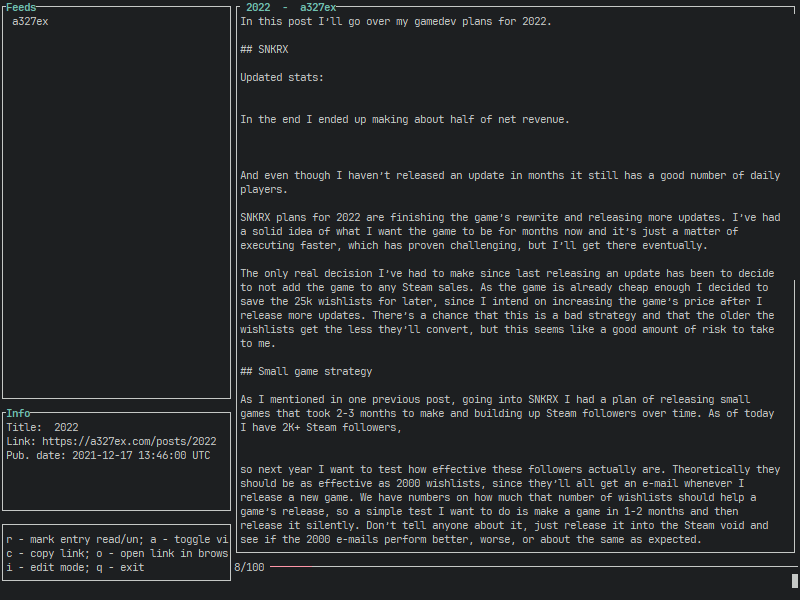 Feeds
a327ex
2022 - a327ex
In this post I'll go over my gamedev plans for 2022.
## SNKRX
Updated stats:
In the end I ended up making about half of net revenue.
And even though I haven't released an update in months it still has a good number of daily
players.
SNKRX plans for 2022 are finishing the game's rewrite and releasing more updates. I've had
a solid idea of what I want the game to be for months now and it's just a matter of
executing faster, which has proven challenging, but I'll get there eventually.
The only real decision I've had to make since last releasing an update has been to decide
to not add the game to any Steam sales. As the game is already cheap enough I decided to
save the 25k wishlists for later, since I intend on increasing the game's price after I
release more updates. There's a chance that this is a bad strategy and that the older the
wishlists get the less they'll convert, but this seems like a good amount of risk to take
to me.
## Small game strategy
As I mentioned in one previous post, going into SNKRX I had a plan of releasing small
games that took 2-3 months to make and building up Steam followers over time. As of today
I have 2K+ Steam followers,
so next year I want to test how effective these followers actually are. Theoretically they
should be as effective as 2000 wishlists, since they'll all get an e-mail whenever I
release a new game. We have numbers on how much that number of wishlists should help a
game's release, so a simple test I want to do is make a game in 1-2 months and then
release it silently. Don't tell anyone about it, just release it into the Steam void and
see if the 2000 e-mails perform better, worse, or about the same as expected.
Info
Title: 2022
Link: https://a327ex.com/posts/2022
Pub. date: 2021-12-17 13:46:00 UTC
r - mark entry read/un; a - toggle vi
c - copy link; o - open link in brows
i - edit mode; q - exit
8/100